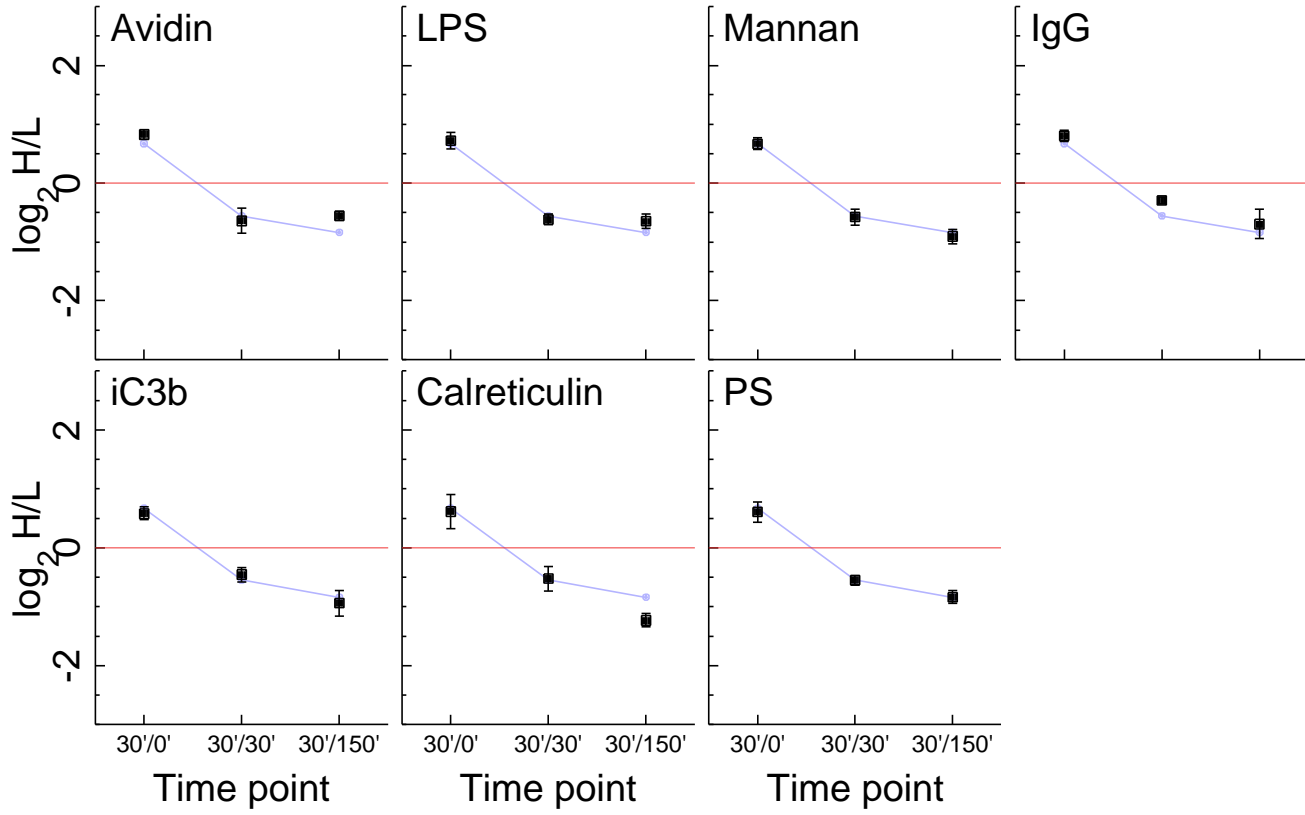 Avidin
LPS
Mannan
IgG
log2 H/L
2
0
-2
iC3b
Calreticulin
PS
log2 H/L
2
0
-2
30'/0' 30'/30' 30'/150'
30'/0' 30'/30' 30'/150'
30'/0' 30'/30' 30'/150'
Time point
Time point
Time point